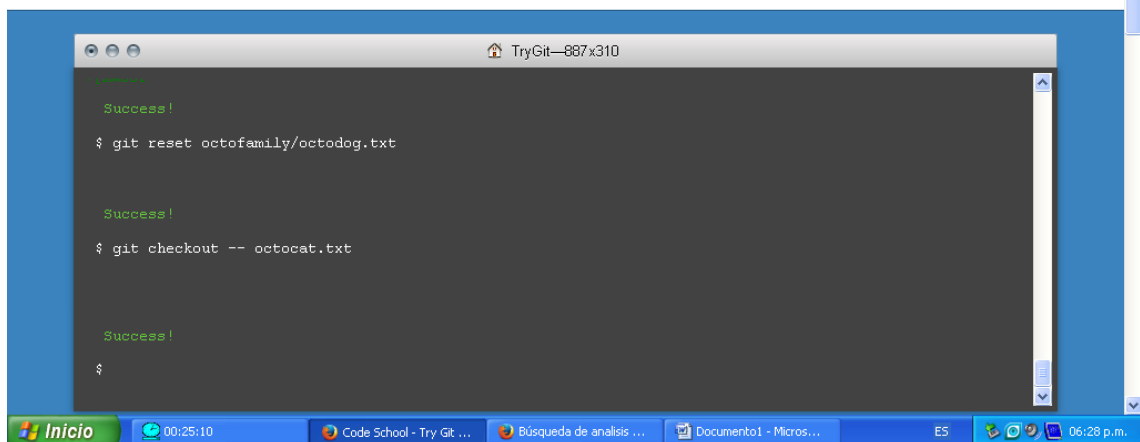 TryGit—887x310
Success!
$ git reset octofamily/octodog.txt
Success!
$ git checkout -- octocat.txt
Success!
$
Inicio
00:25:10
Code School - Try Git ...
Búsqueda de analisis ...
Documento1 - Micros...
ES
06:28 p.m.